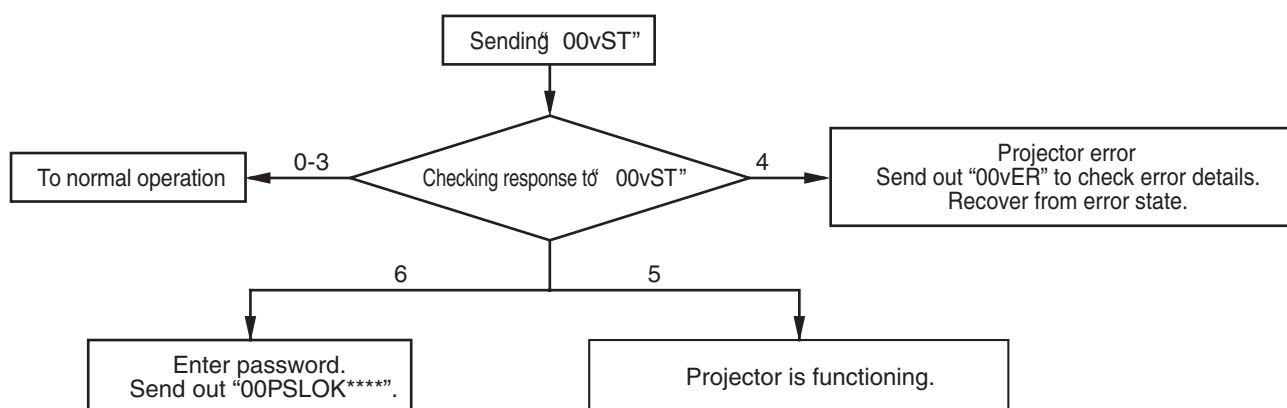 Sending “00vST”
0-3
4
To normal operation
Checking response to “00vST”
Projector error
Send out “00vER” to check error details.
Recover from error state.
6
5
Enter password.
Send out “00PSLOK****”.
Projector is functioning.